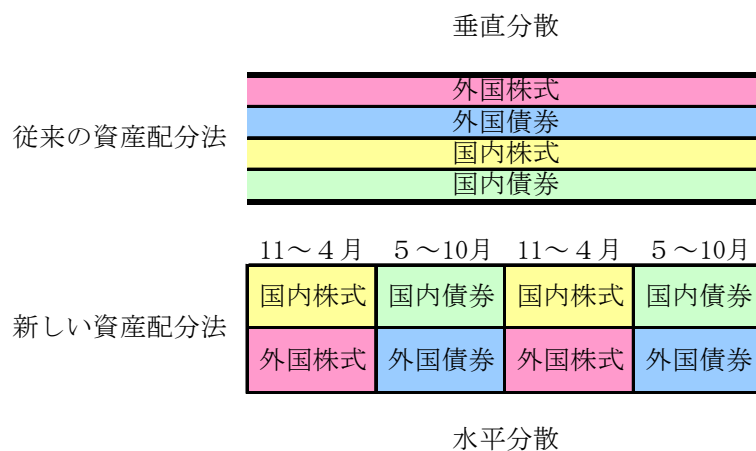 垂直分散
従来の資産配分法
外国株式
外国債券
国内株式
国内債券
11～４月 ５～10月 11～４月 ５～10月
新しい資産配分法
国内株式 国内債券 国内株式 国内債券
外国株式 外国債券 外国株式 外国債券
水平分散